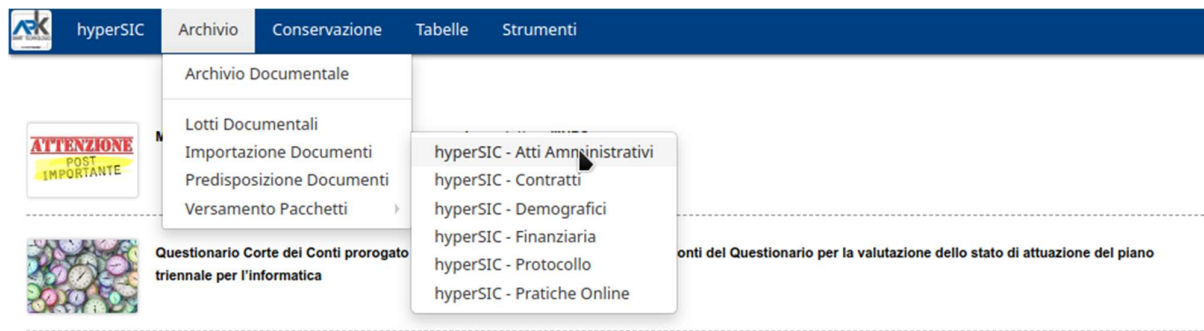 hyperSIC Archivio Conservazione Tabelle Strumenti
Archivio Documentale
Lotti Documentali
Importazione Documenti
Predisposizione Documenti
Versamento Pacchetti
hyperSIC - Atti Amministrativi
hyperSIC - Contratti
hyperSIC - Demografici
hyperSIC - Finanziaria
hyperSIC - Protocollo
hyperSIC - Pratiche Online
ATTENZIONE
POST
IMPORTANTE
Questionario Corte dei Conti prorogato
onti del Questionario per la valutazione dello stato di attuazione del piano
triennale per l'informatica